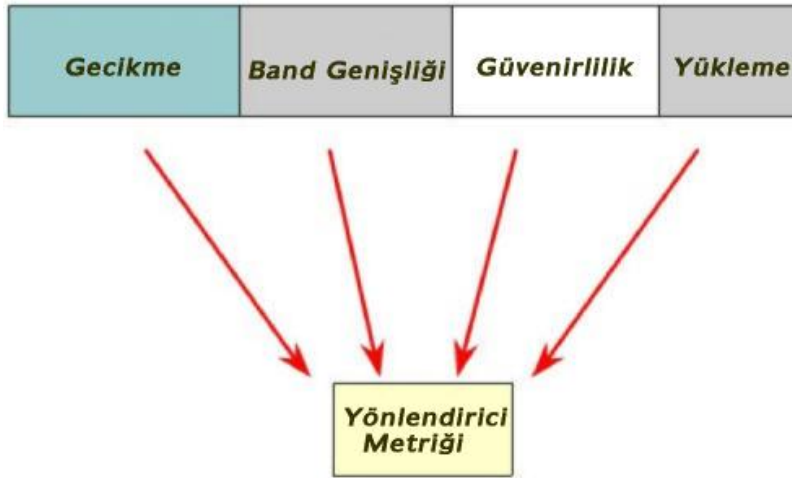 Gecikme
Band Genişliği
Güvenirlilik
Yükleme
Yönlendirici
Metriği